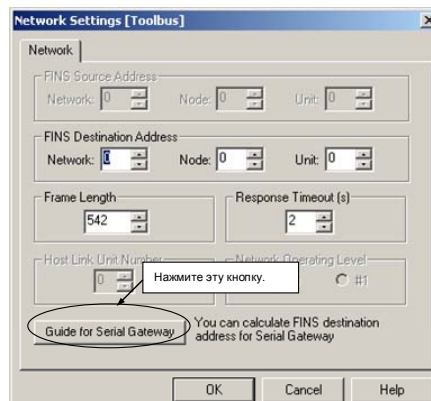 Network Settings [Toolbus]
Network
FINS Source Address
Network: 0 Node: 0 Unit: 0
FINS Destination Address
Network: 0 Node: 0 Unit: 0
Frame Length
542
Response Timeout (s)
2
Host Link Unit Number
0
Network Operating Level
#1
Нажмите эту кнопку.
Guide for Serial Gateway
You can calculate FINS destination
address for Serial Gateway
OK Cancel Help